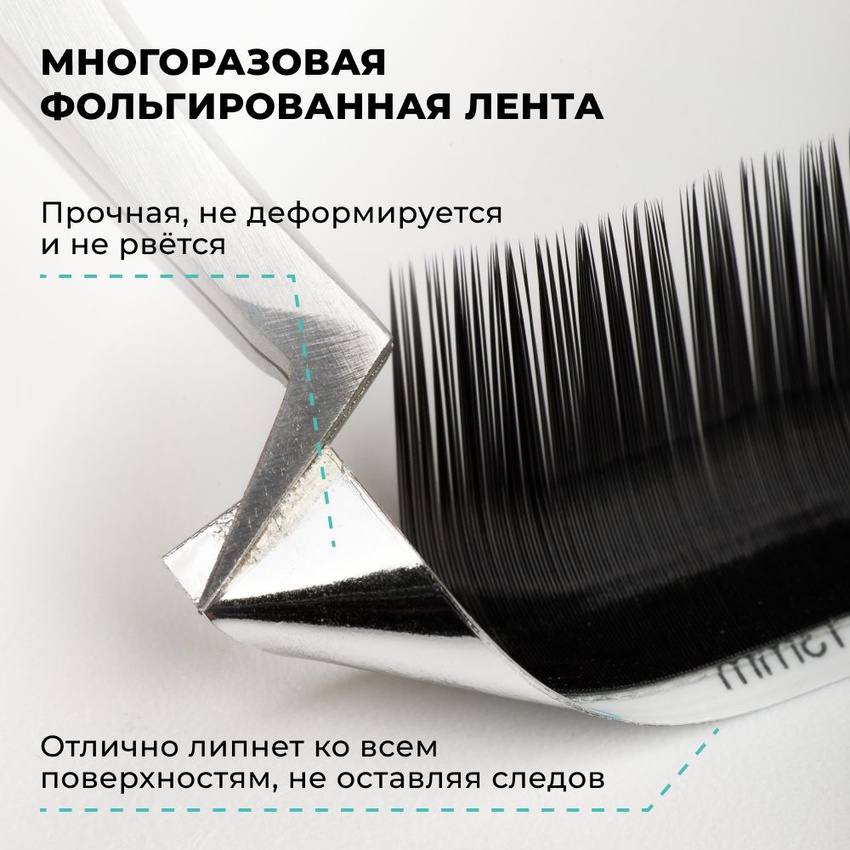 МНОГОРАЗОВАЯ
ФОЛЬГИРОВАННАЯ ЛЕНТА
Прочная, не деформируется
и не рвётся
Отлично липнет ко всем
поверхностям, не оставляя следов